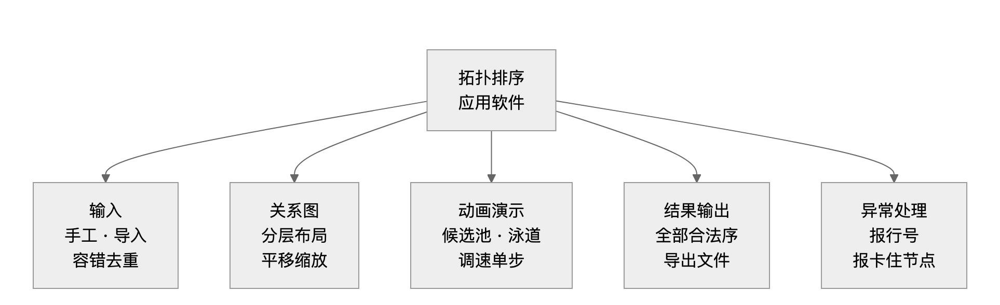 拓扑排序
应用软件
输入
手工·导入
容错去重
关系图
分层布局
平移缩放
动画演示
候选池·泳道
调速单步
结果输出
全部合法序
导出文件
异常处理
报行号
报卡住节点